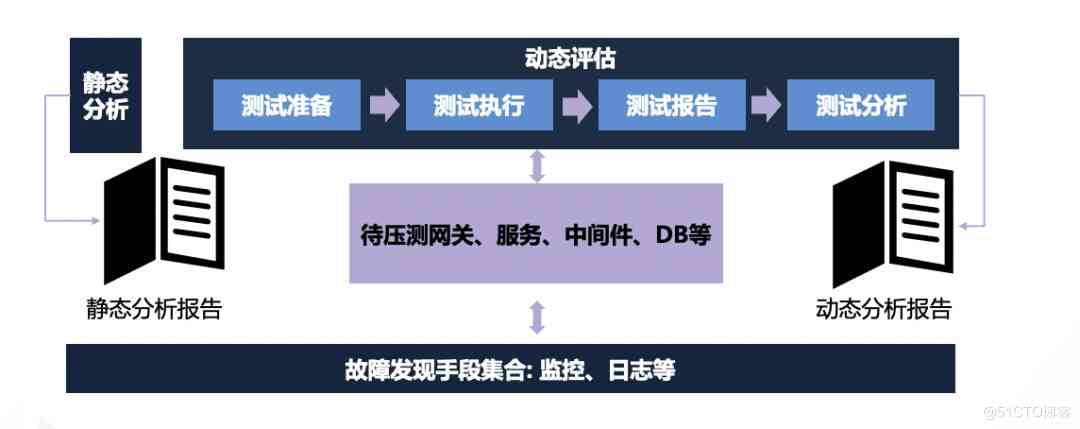 静态
分析
动态评估
测试准备
测试执行
测试报告
测试分析
待压测网关、服务、中间件、DB等
静态分析报告
动态分析报告
故障发现手段集合: 监控、日志等
@51CTO博客